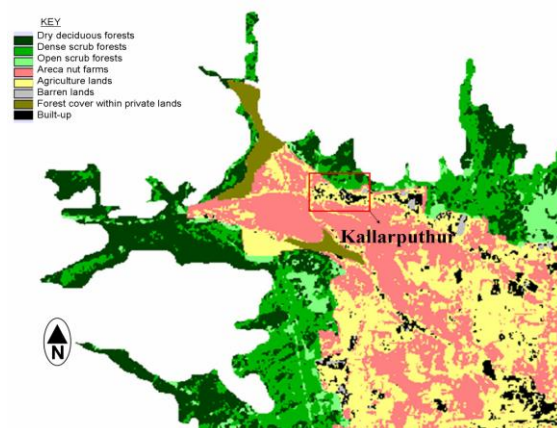 KEY
Dry deciduous forests
Dense scrub forests
Open scrub forests
Areca nut farms
Agriculture lands
Barren lands
Forest cover within private lands
Built-up
Kallarputhur
N